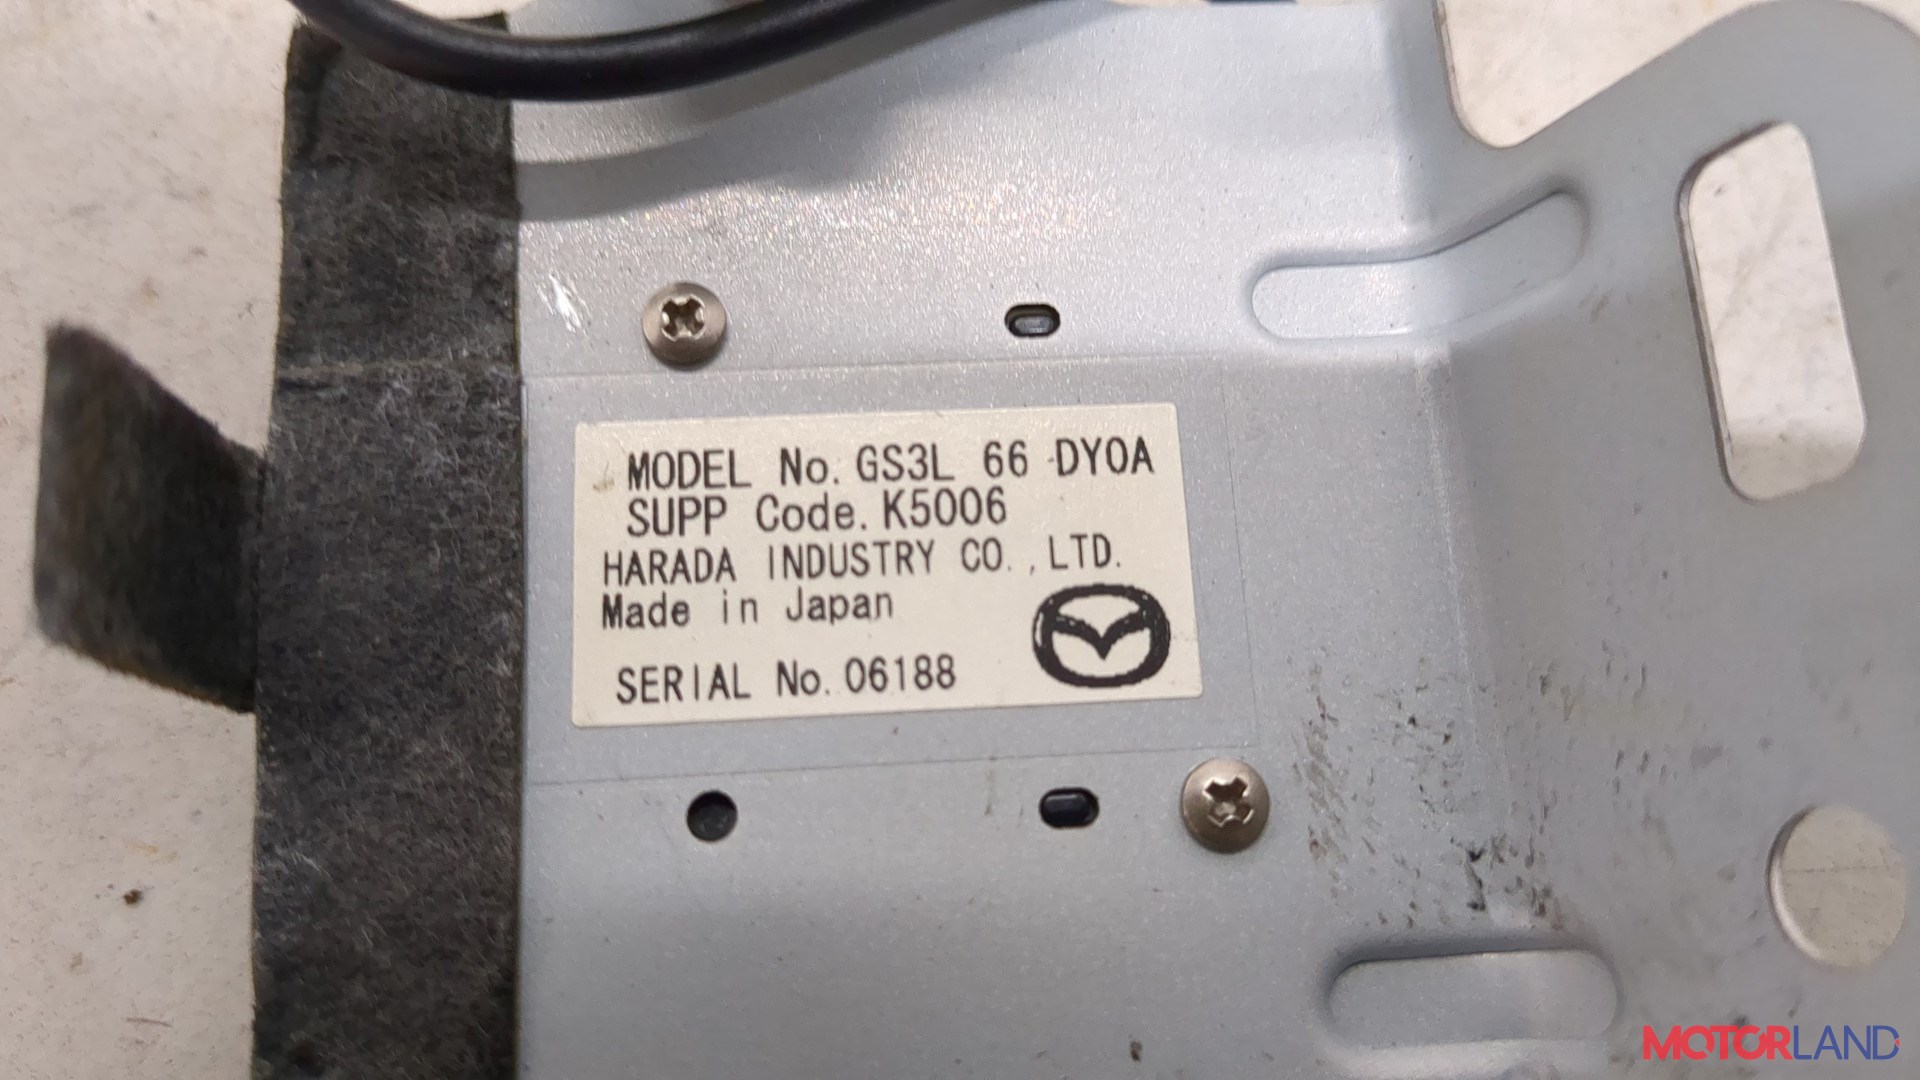 MODEL No. GS3L 66 DY0A
SUPP Code. K5006
HARADA INDUSTRY CO., LTD.
Made in Japan
SERIAL No. 06188
MOTORLAND